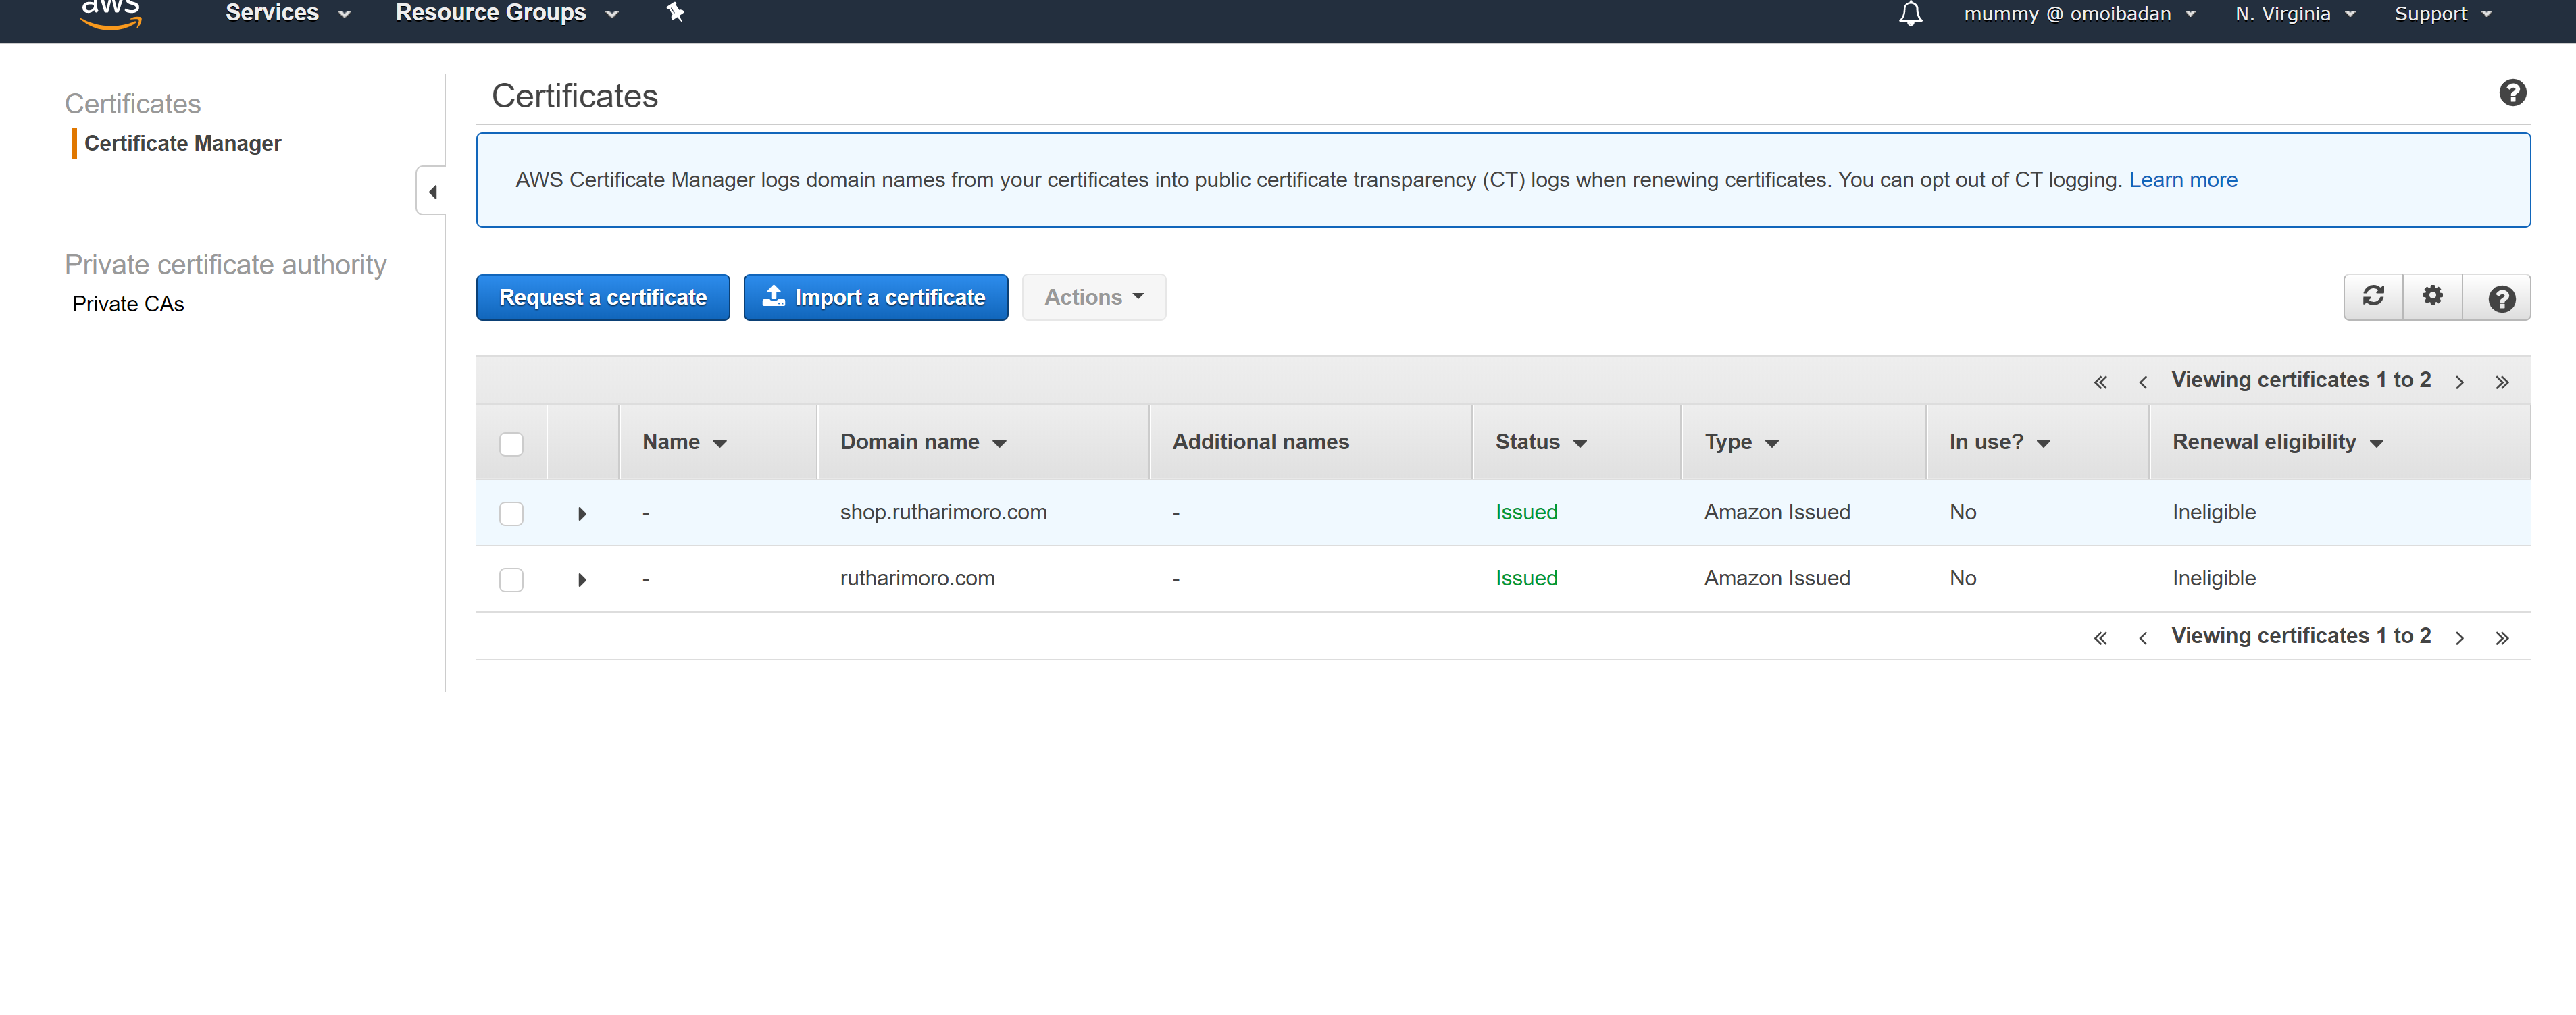 aws Services Resource Groups mummy @ omoibadan N. Virginia Support
Certificates
Certificate Manager
Private certificate authority
Private CAs
Certificates
AWS Certificate Manager logs domain names from your certificates into public certificate transparency (CT) logs when renewing certificates. You can opt out of CT logging. Learn more
Request a certificate Import a certificate Actions
« ‹ Viewing certificates 1 to 2 › »
Name Domain name Additional names Status Type In use? Renewal eligibility
- shop.rutharimoro.com - Issued Amazon Issued No Ineligible
- rutharimoro.com - Issued Amazon Issued No Ineligible
« ‹ Viewing certificates 1 to 2 › »